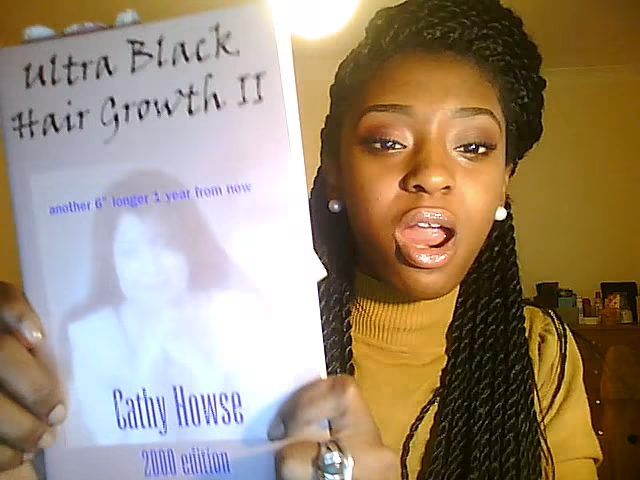 Ultra Black
Hair Growth II
another 6" longer 1 year from now
Cathy Howse
2000 edition